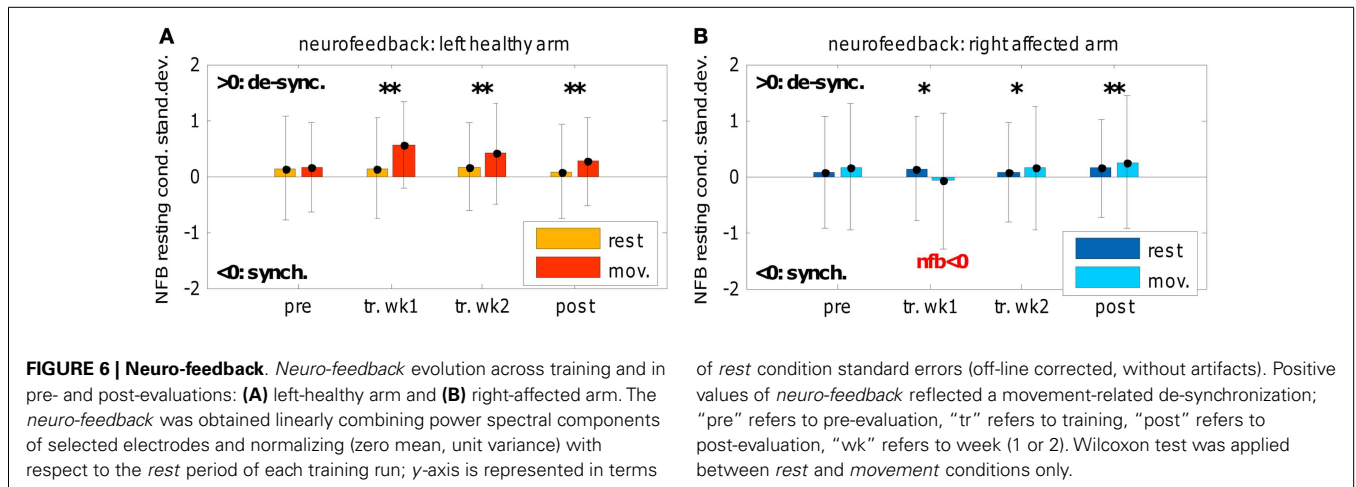 A
neurofeedback: left healthy arm
NFB resting cond. stand.dev.
2
1
0
-1
-2
>0: de-sync.
** ** **
<0: synch.
rest
mov.
pre tr. wk1 tr. wk2 post
B
neurofeedback: right affected arm
NFB resting cond. stand.dev.
2
1
0
-1
-2
>0: de-sync.
* * **
nfb<0
<0: synch.
rest
mov.
pre tr. wk1 tr. wk2 post
FIGURE 6 | Neuro-feedback. Neuro-feedback evolution across training and in
pre- and post-evaluations: (A) left-healthy arm and (B) right-affected arm. The
neuro-feedback was obtained linearly combining power spectral components
of selected electrodes and normalizing (zero mean, unit variance) with
respect to the rest period of each training run; y-axis is represented in terms
of rest condition standard errors (off-line corrected, without artifacts). Positive
values of neuro-feedback reflected a movement-related de-synchronization;
“pre” refers to pre-evaluation, “tr” refers to training, “post” refers to
post-evaluation, “wk” refers to week (1 or 2). Wilcoxon test was applied
between rest and movement conditions only.